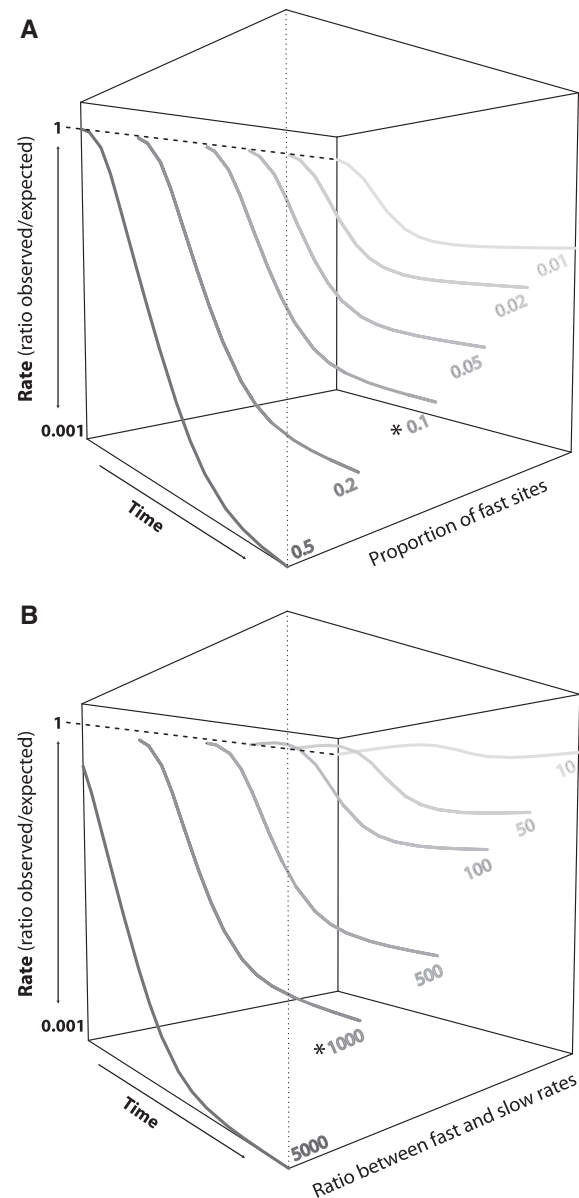 A
1
Rate (ratio observed/expected)
0.001
Time
0.01
0.02
0.05
* 0.1
0.2
0.5
Proportion of fast sites
B
1
Rate (ratio observed/expected)
0.001
Time
10
50
100
500
*1000
5000
Ratio between fast and slow rates